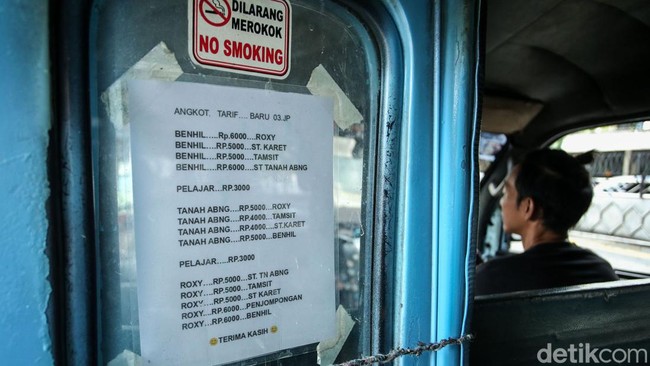 DILARANG
MEROKOK
NO SMOKING
ANGKOT. TARIF.... BARU 03.JP
BENHIL.....Rp.6000....ROXY
BENHIL.....RP.5000....ST. KARET
BENHIL.....RP.5000....TAMSIT
BENHIL.....RP.6000....ST TANAH ABNG
PELAJAR....RP.3000
TANAH ABNG....RP.5000...ROXY
TANAH ABNG....RP.4000....TAMSIT
TANAH ABNG....RP.4000....ST.KARET
TANAH ABNG....RP.5000...BENHIL
PELAJAR....RP.3000
ROXY....RP.5000....ST. TN ABNG
ROXY....RP.5000....TAMSIT
ROXY....RP.5000....ST. KARET
ROXY....RP.6000....PENJOMPONGAN
ROXY....RP.6000....BENHIL
😊TERIMA KASIH 😊
detikcom